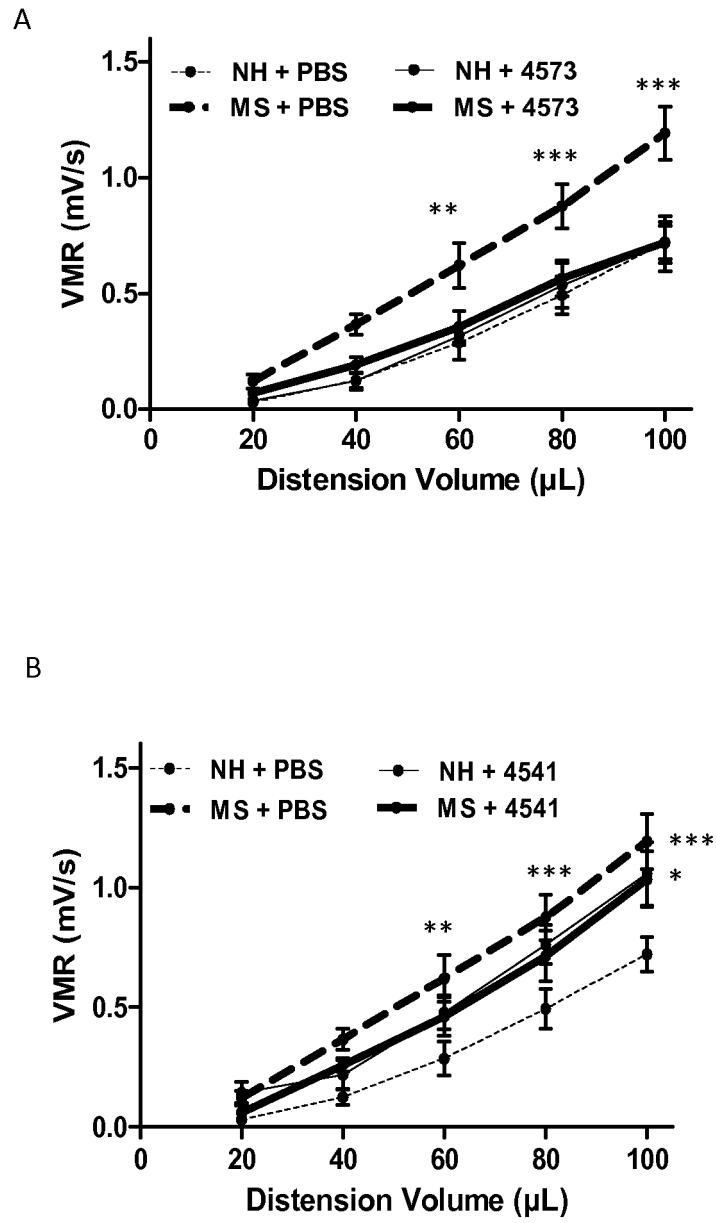 A
NH + PBS NH + 4573
MS + PBS MS + 4573
***
***
**
1.5
1.0
0.5
0.0
VMR (mV/s)
0 20 40 60 80 100
Distension Volume (µL)
B
NH + PBS NH + 4541
MS + PBS MS + 4541
***
*
***
**
1.5
1.0
0.5
0.0
VMR (mV/s)
0 20 40 60 80 100
Distension Volume (µL)